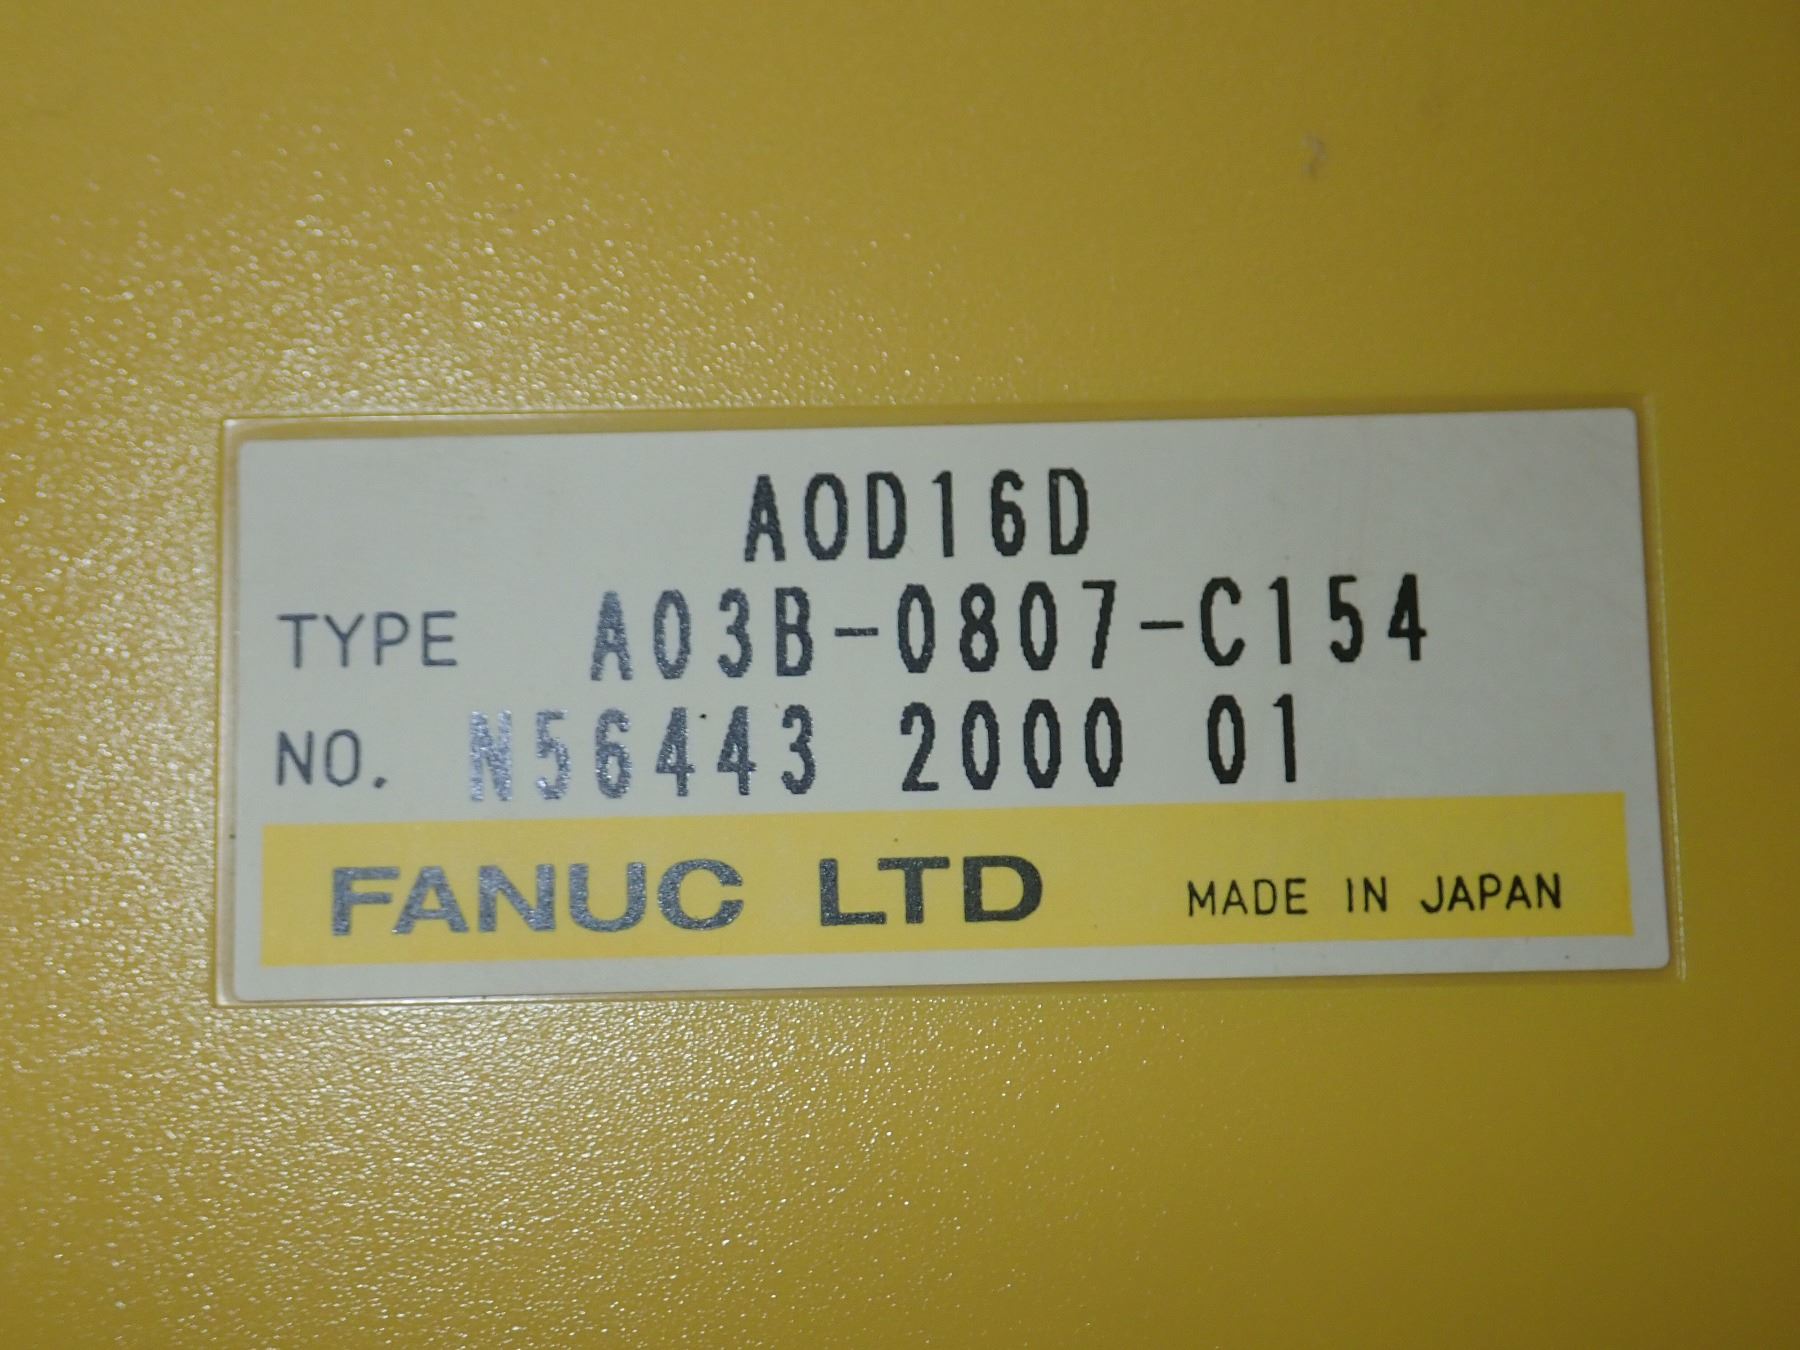 AOD16D
TYPE A03B-0807-C154
NO. N56443 2000 01
FANUC LTD MADE IN JAPAN